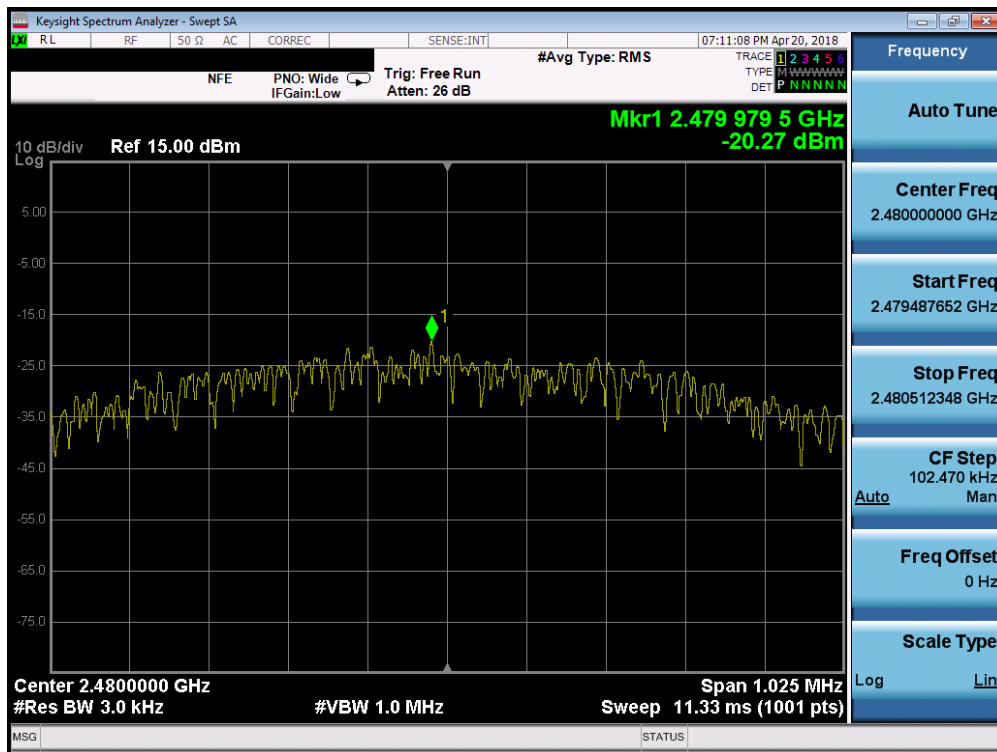 Keysight Spectrum Analyzer - Swept SA
LXI RL RF 50 Ω AC CORREC SENSE:INT 07:11:08 PM Apr 20, 2018
NFE PNO: Wide Trig: Free Run #Avg Type: RMS TRACE 1 2 3 4 5 6
IFGain:Low Atten: 26 dB TYPE M WWWWW
DET P N N N N N
Mkr1 2.479 979 5 GHz
-20.27 dBm
10 dB/div Ref 15.00 dBm
Log
5.00
-5.00
-15.0
1
-25.0
-35.0
-45.0
-55.0
-65.0
-75.0
Center 2.4800000 GHz Span 1.025 MHz
#Res BW 3.0 kHz #VBW 1.0 MHz Sweep 11.33 ms (1001 pts)
MSG STATUS
Frequency
Auto Tune
Center Freq
2.480000000 GHz
Start Freq
2.479487652 GHz
Stop Freq
2.480512348 GHz
CF Step
102.470 kHz
Auto Man
Freq Offset
0 Hz
Scale Type
Log Lin